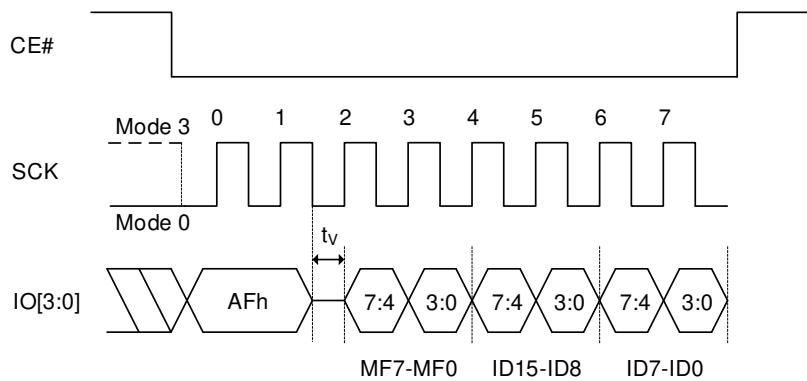 CE#
0 1 2 3 4 5 6 7
Mode 3
SCK
Mode 0
tV
IO[3:0] AFh 7:4 3:0 7:4 3:0 7:4 3:0
MF7-MF0 ID15-ID8 ID7-ID0